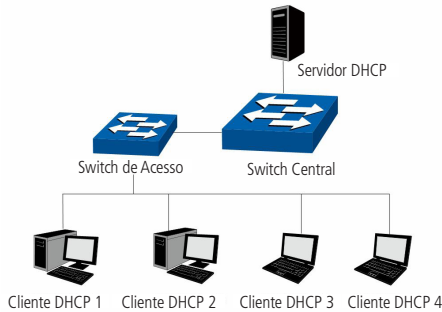 Servidor DHCP
Switch de Acesso
Switch Central
Cliente DHCP 1
Cliente DHCP 2
Cliente DHCP 3
Cliente DHCP 4